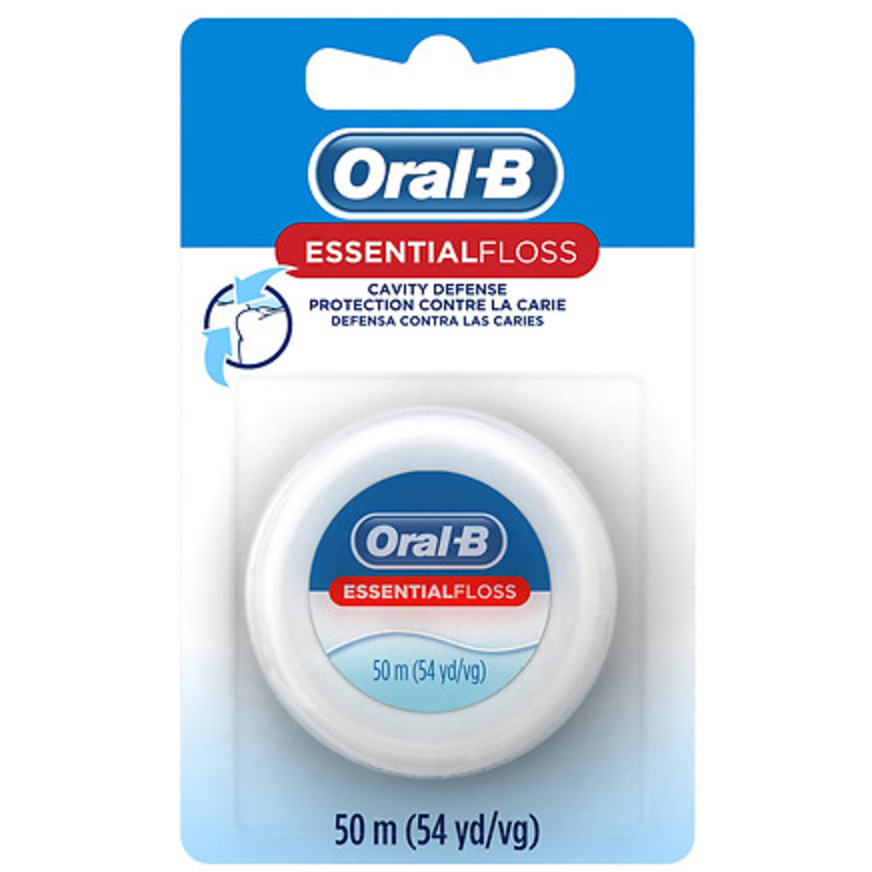 Oral-B
ESSENTIALFLOSS
CAVITY DEFENSE
PROTECTION CONTRE LA CARIE
DEFENSA CONTRA LAS CARIES
Oral-B
ESSENTIALFLOSS
50 m (54 yd/vg)
50 m (54 yd/vg)